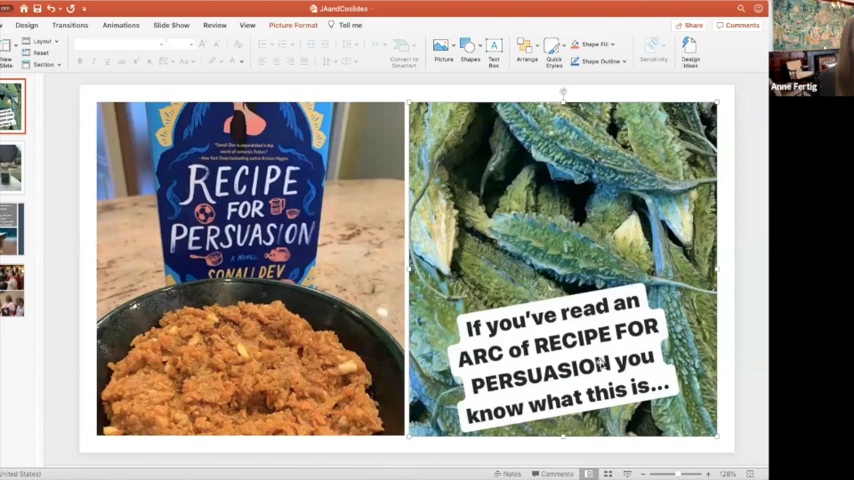 JAandCoslides
Design
Transitions
Animations
Slide Show
Review
View
Picture Format
Tell me
Share
Comments
Layout
Reset
Section
Slide
Convert to
SmartArt
Picture
Shapes
Text
Box
Arrange
Quick
Styles
Shape Fill
Shape Outline
Sensitivity
Design
Ideas
Anne Fertig
RECIPE
FOR
PERSUASION
A NOVEL
SONALI DEV
If you've read an
ARC of RECIPE FOR
PERSUASION you
know what this is...
United States)
Notes
Comments
128%